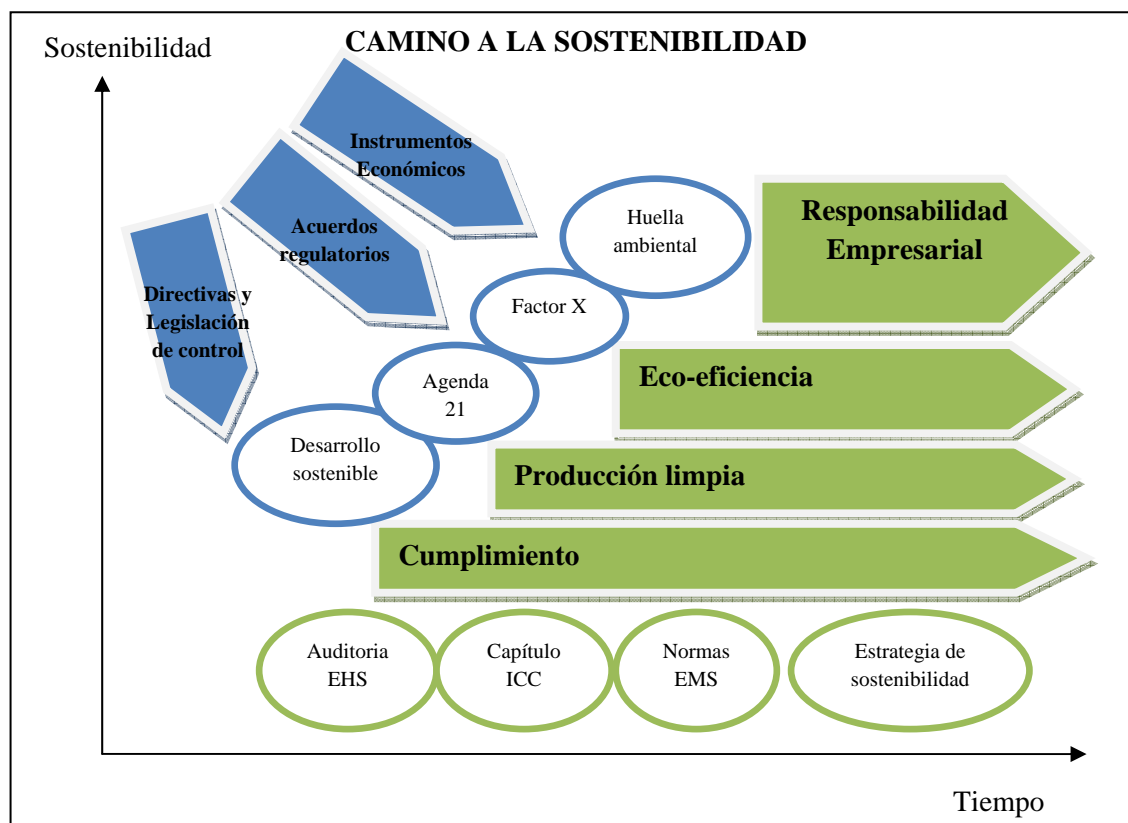 Sostenibilidad
CAMINO A LA SOSTENIBILIDAD
Instrumentos
Económicos
Acuerdos
regulatorios
Directivas y
Legislación
de control
Huella
ambiental
Responsabilidad
Empresarial
Factor X
Eco-eficiencia
Agenda
21
Desarrollo
sostenible
Producción limpia
Cumplimiento
Auditoria
EHS
Capítulo
ICC
Normas
EMS
Estrategia de
sostenibilidad
Tiempo